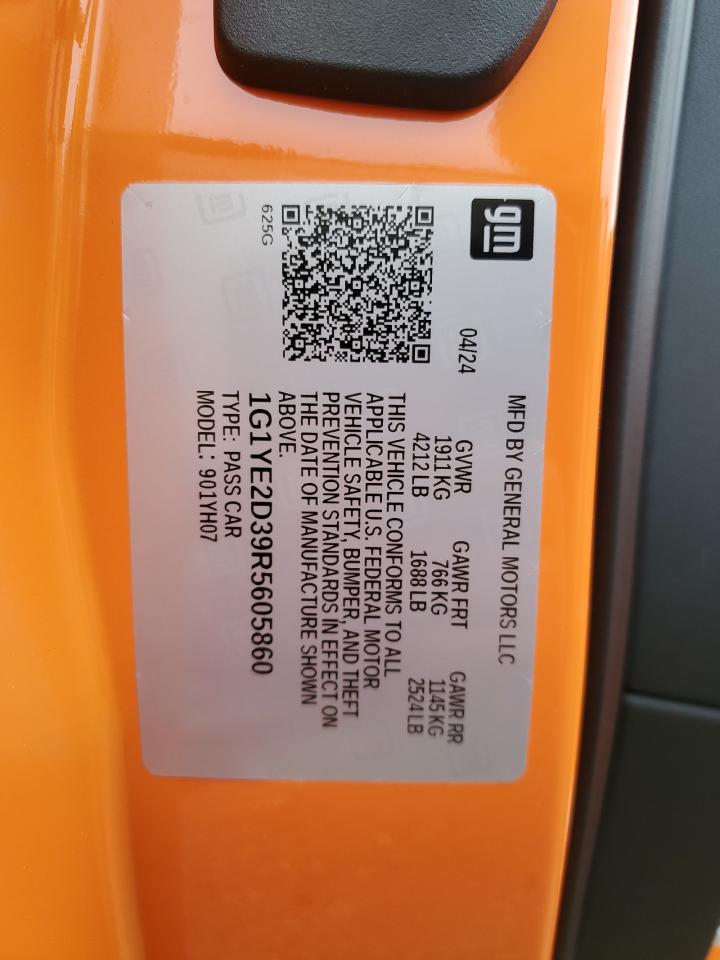 gm
MFD BY GENERAL MOTORS LLC
04/24
GVWR GAWR FRT GAWR RR
1911 KG 766 KG 1145 KG
4212 LB 1688 LB 2524 LB
625G
THIS VEHICLE CONFORMS TO ALL
APPLICABLE U.S. FEDERAL MOTOR
VEHICLE SAFETY, BUMPER, AND THEFT
PREVENTION STANDARDS IN EFFECT ON
THE DATE OF MANUFACTURE SHOWN
ABOVE.
1G1YE2D39R5605860
TYPE: PASS CAR
MODEL: 901YH07